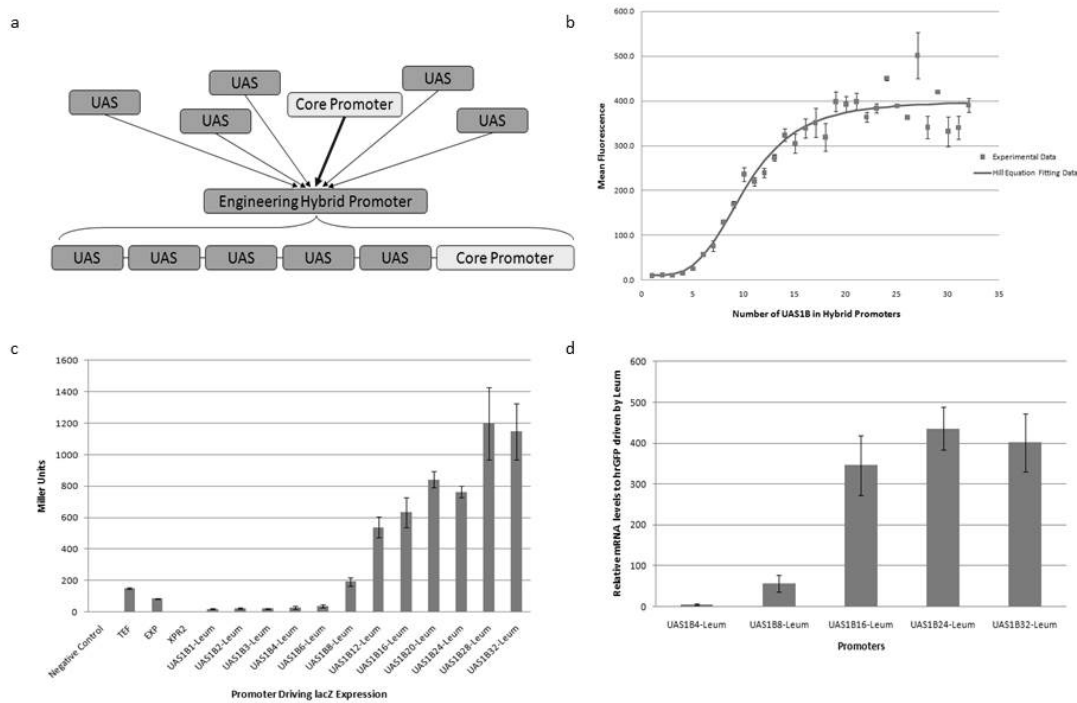 a
UAS
UAS
UAS
UAS
UAS
Core Promoter
Engineering Hybrid Promoter
UAS
UAS
UAS
UAS
UAS
Core Promoter
b
600.0
500.0
400.0
300.0
200.0
100.0
0.0
0
5
10
15
20
25
30
35
Mean Fluorescence
Number of UAS1B in Hybrid Promoters
Experimental Data
Hill Equation Fitting Data
c
1600
1400
1200
1000
800
600
400
200
0
Miller Units
Negative Control
TEF
EXP
XPR2
UAS1B1-Leum
UAS1B2-Leum
UAS1B3-Leum
UAS1B4-Leum
UAS1B6-Leum
UAS1B8-Leum
UAS1B12-Leum
UAS1B16-Leum
UAS1B20-Leum
UAS1B24-Leum
UAS1B28-Leum
UAS1B32-Leum
Promoter Driving lacZ Expression
d
600
500
400
300
200
100
0
Relative mRNA levels to hrGFP driven by Leum
UAS1B4-Leum
UAS1B8-Leum
UAS1B16-Leum
UAS1B24-Leum
UAS1B32-Leum
Promoters